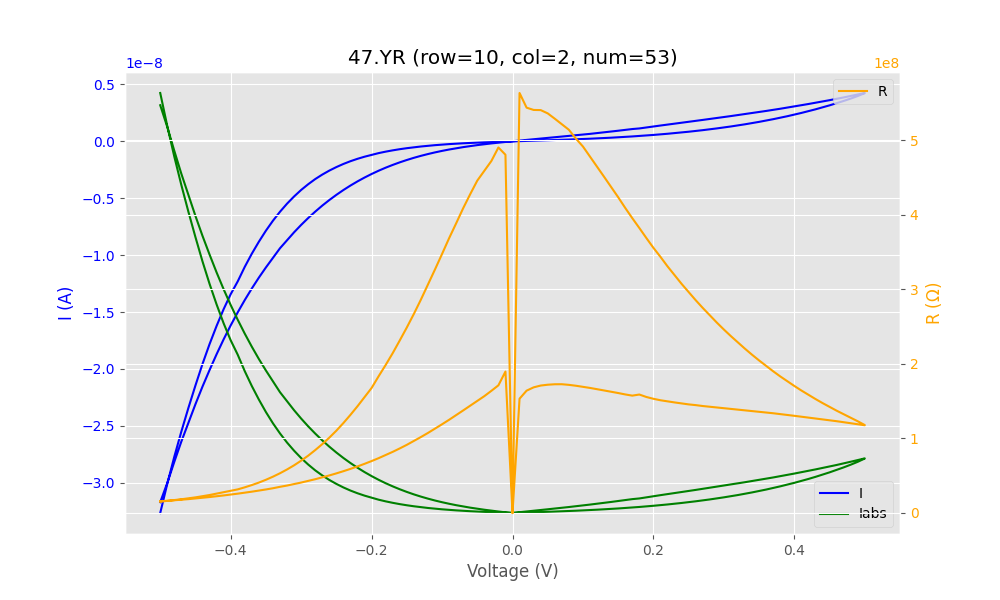 47.YR (row=10, col=2, num=53)
1e−8
1e8
0.5
0.0
−0.5
−1.0
−1.5
−2.0
−2.5
−3.0
I (A)
R
5
4
3
2
1
0
R (Ω)
I
Iabs
−0.4
−0.2
0.0
0.2
0.4
Voltage (V)